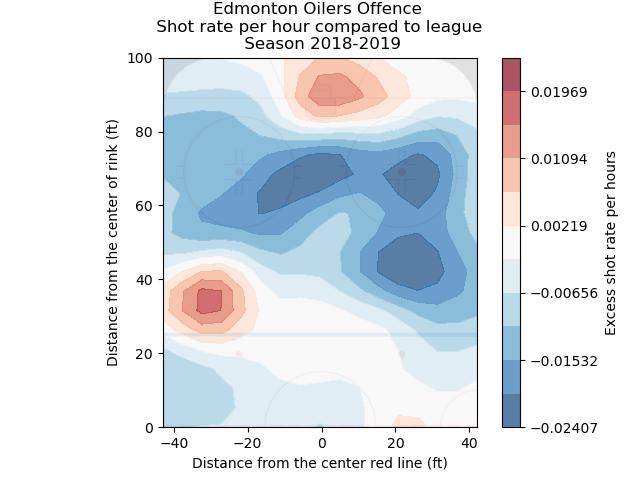 Edmonton Oilers Offence
Shot rate per hour compared to league
Season 2018-2019
100
80
60
40
20
0
−40
−20
0
20
40
Distance from the center of rink (ft)
Distance from the center red line (ft)
0.01969
0.01094
0.00219
−0.00656
−0.01532
−0.02407
Excess shot rate per hours